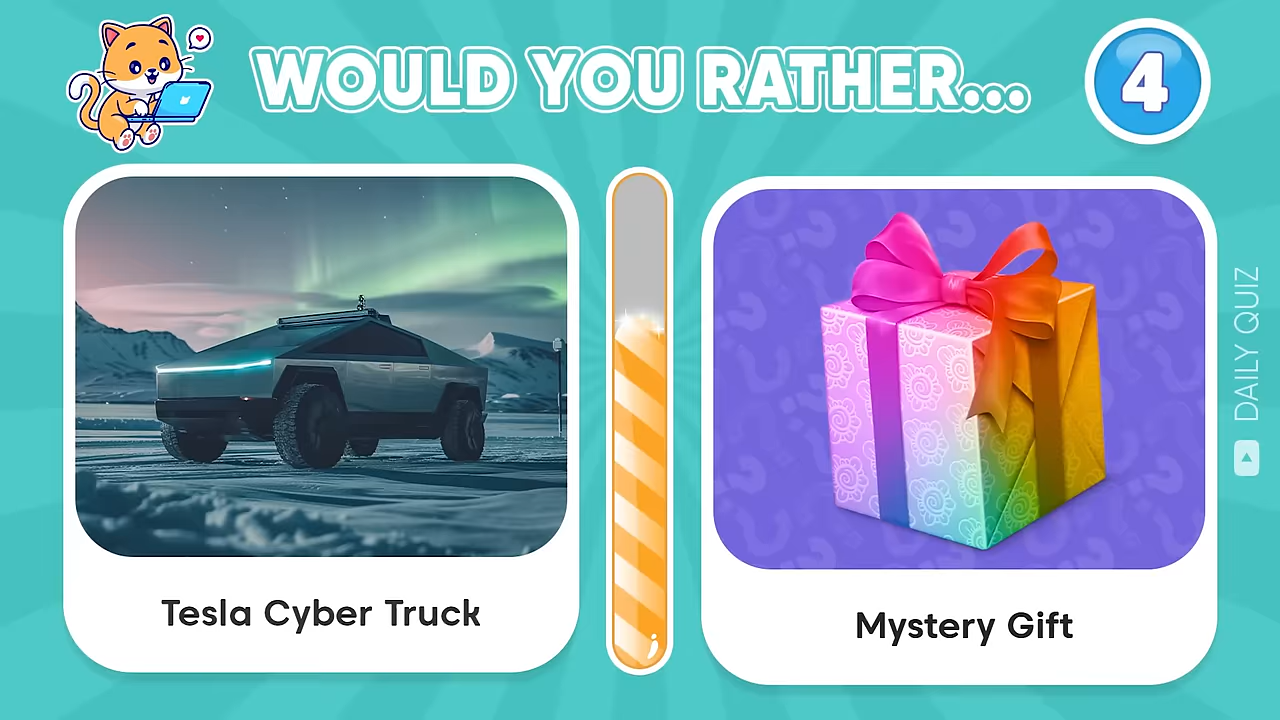 WOULD YOU RATHER...
4
Tesla Cyber Truck
Mystery Gift
DAILY QUIZ